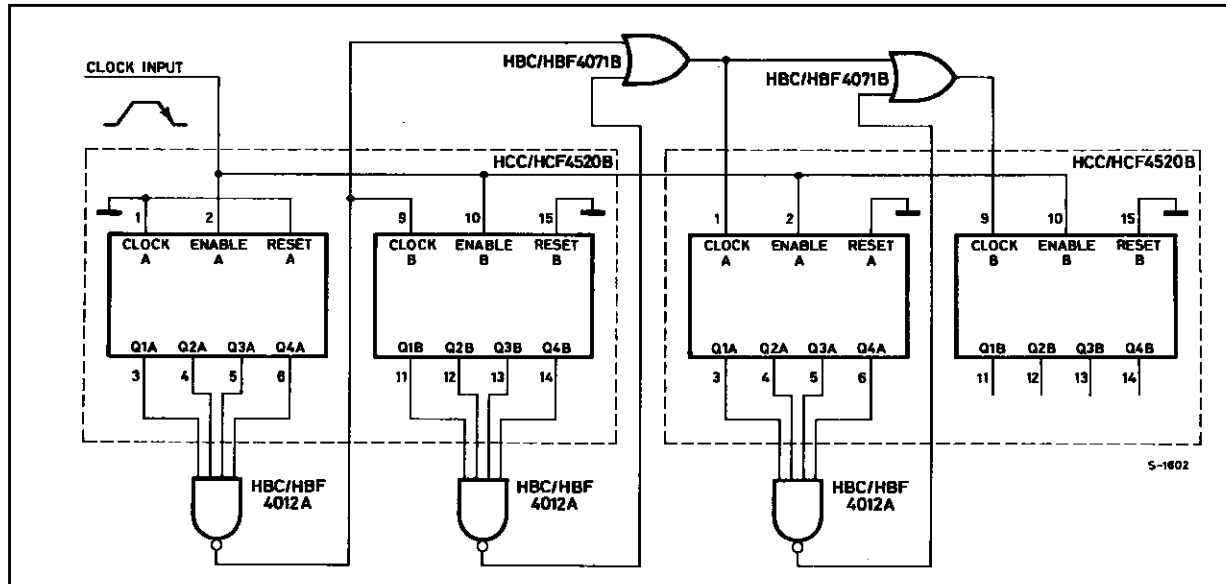 CLOCK INPUT
HBC/HBF4071B
HBC/HBF4071B
HCC/HCF4520B
HCC/HCF4520B
1 2 9 10 15 1 2 9 10 15
CLOCK A ENABLE A RESET A
CLOCK B ENABLE B RESET B
CLOCK A ENABLE A RESET A
CLOCK B ENABLE B RESET B
Q1A Q2A Q3A Q4A
Q1B Q2B Q3B Q4B
Q1A Q2A Q3A Q4A
Q1B Q2B Q3B Q4B
3 4 5 6
11 12 13 14
3 4 5 6
11 12 13 14
S-1602
HBC/HBF
4012A
HBC/HBF
4012A
HBC/HBF
4012A